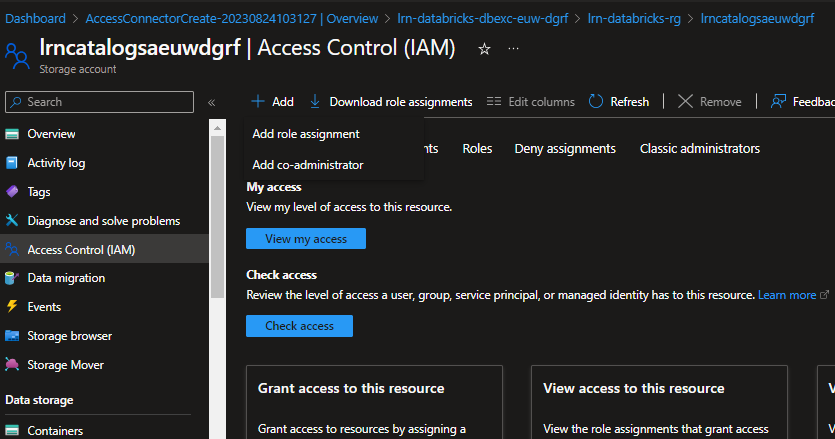 Dashboard > AccessConnectorCreate-20230824103127 | Overview > lrn-databricks-dbexc-euw-dgrf > lrn-databricks-rg > lrncatalogsaeuwdgrf
lrncatalogsaeuwdgrf | Access Control (IAM) ☆ ...
Storage account
Search «
+ Add Download role assignments Edit columns Refresh Remove Feedbac
Add role assignment
Add co-administrator
nts Roles Deny assignments Classic administrators
Overview
Activity log
Tags
Diagnose and solve problems
Access Control (IAM)
Data migration
Events
Storage browser
Storage Mover
Data storage
Containers
My access
View my level of access to this resource.
View my access
Check access
Review the level of access a user, group, service principal, or managed identity has to this resource. Learn more
Check access
Grant access to this resource
Grant access to resources by assigning a
View access to this resource
View the role assignments that grant access
V
V